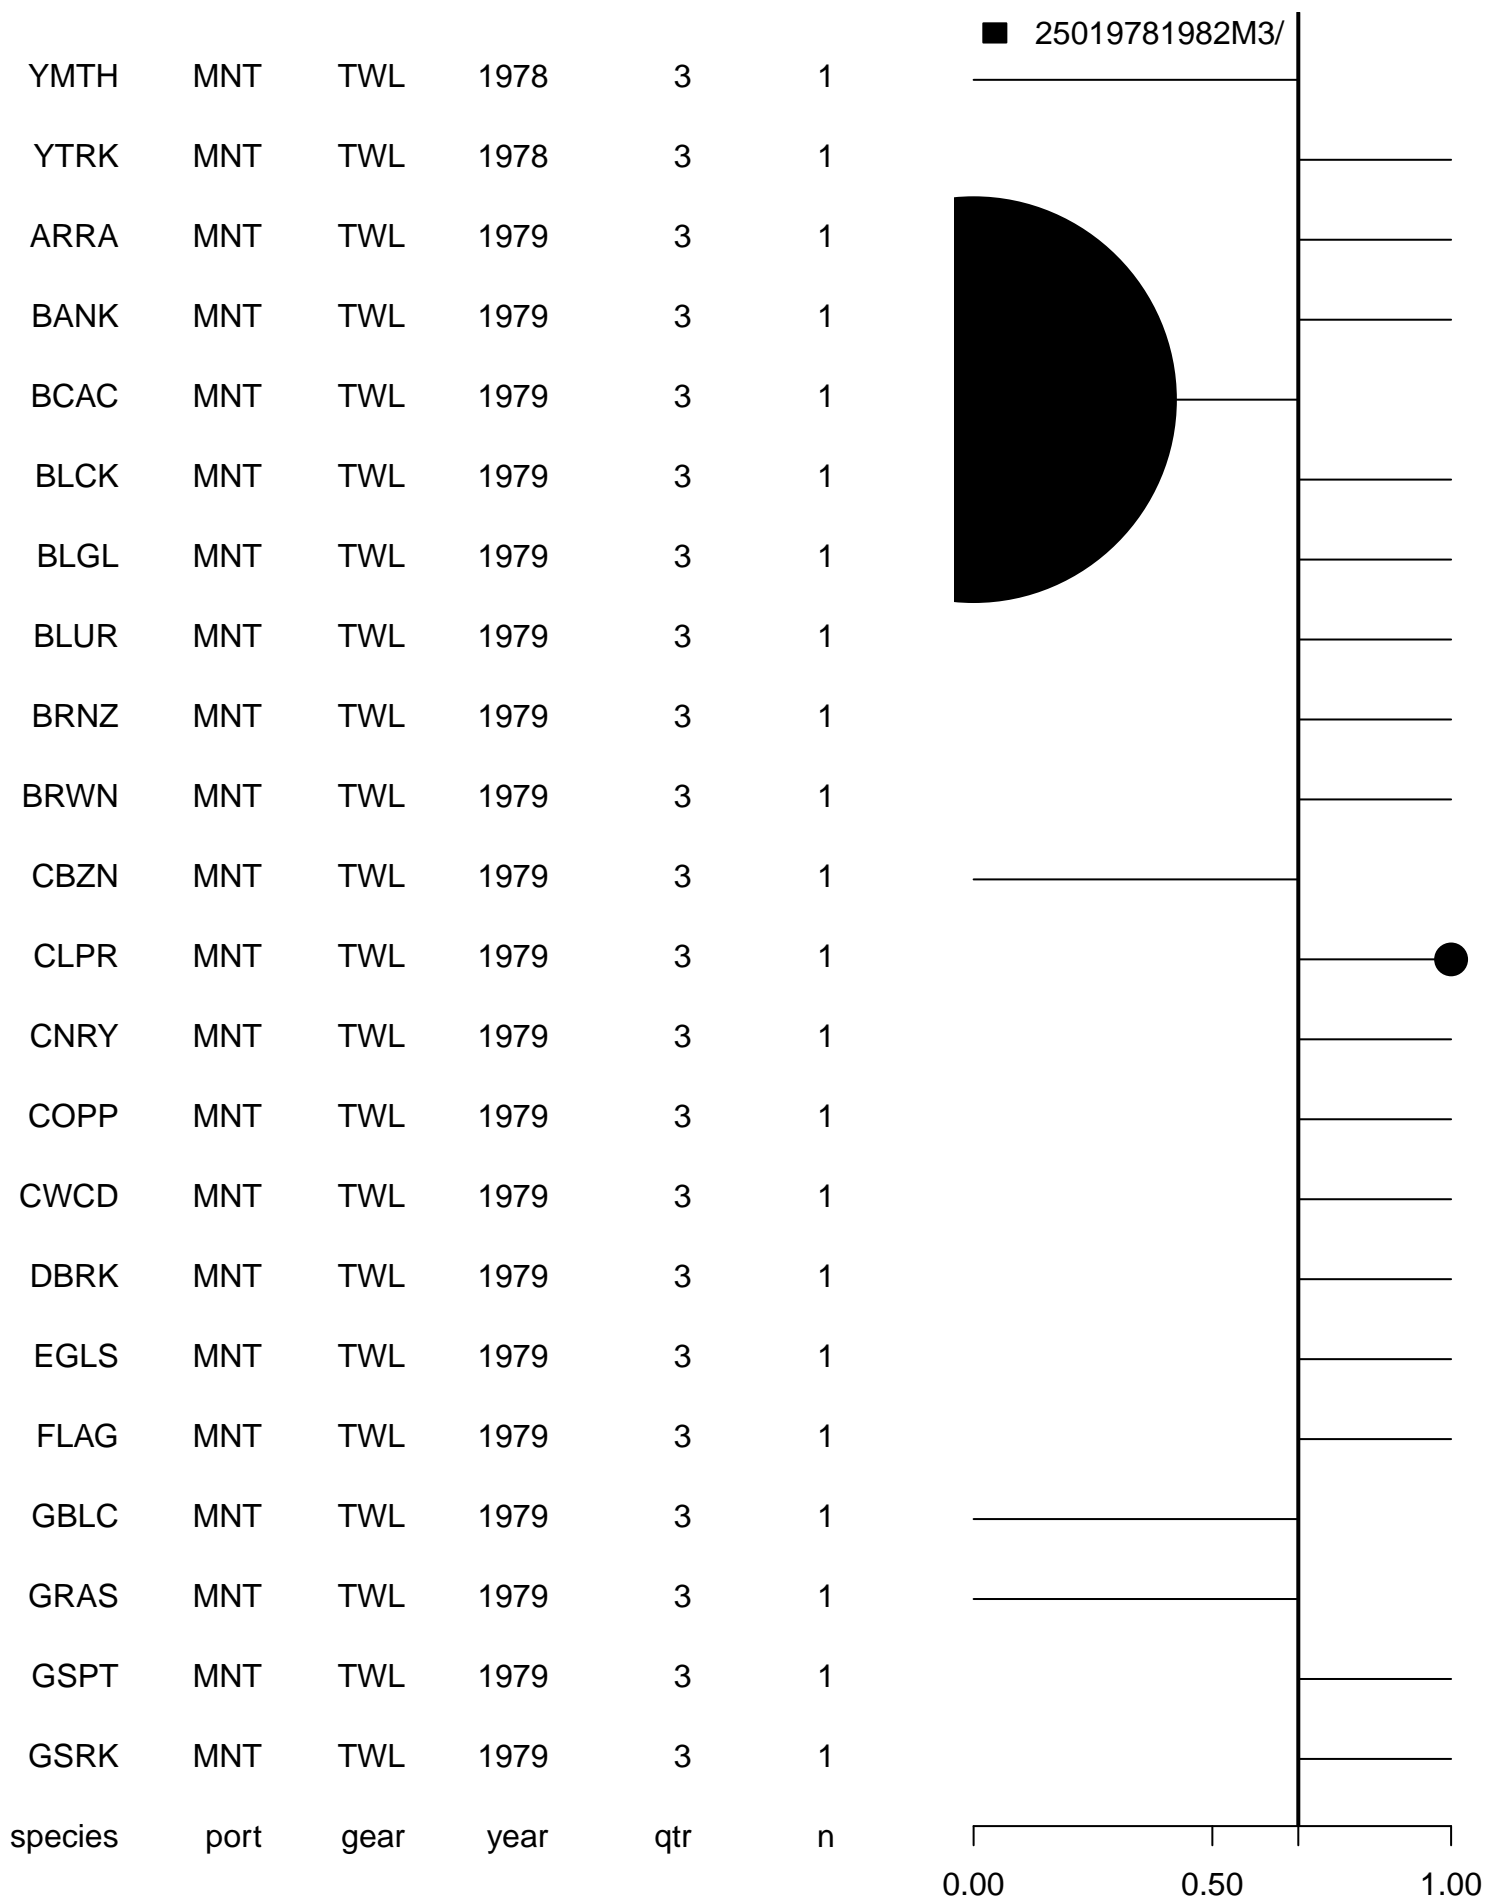 25019781982M3/
YMTH MNT TWL 1978 3 1
YTRK MNT TWL 1978 3 1
ARRA MNT TWL 1979 3 1
BANK MNT TWL 1979 3 1
BCAC MNT TWL 1979 3 1
BLCK MNT TWL 1979 3 1
BLGL MNT TWL 1979 3 1
BLUR MNT TWL 1979 3 1
BRNZ MNT TWL 1979 3 1
BRWN MNT TWL 1979 3 1
CBZN MNT TWL 1979 3 1
CLPR MNT TWL 1979 3 1
CNRY MNT TWL 1979 3 1
COPP MNT TWL 1979 3 1
CWCD MNT TWL 1979 3 1
DBRK MNT TWL 1979 3 1
EGLS MNT TWL 1979 3 1
FLAG MNT TWL 1979 3 1
GBLC MNT TWL 1979 3 1
GRAS MNT TWL 1979 3 1
GSPT MNT TWL 1979 3 1
GSRK MNT TWL 1979 3 1
species port gear year qtr n
0.00 0.50 1.00